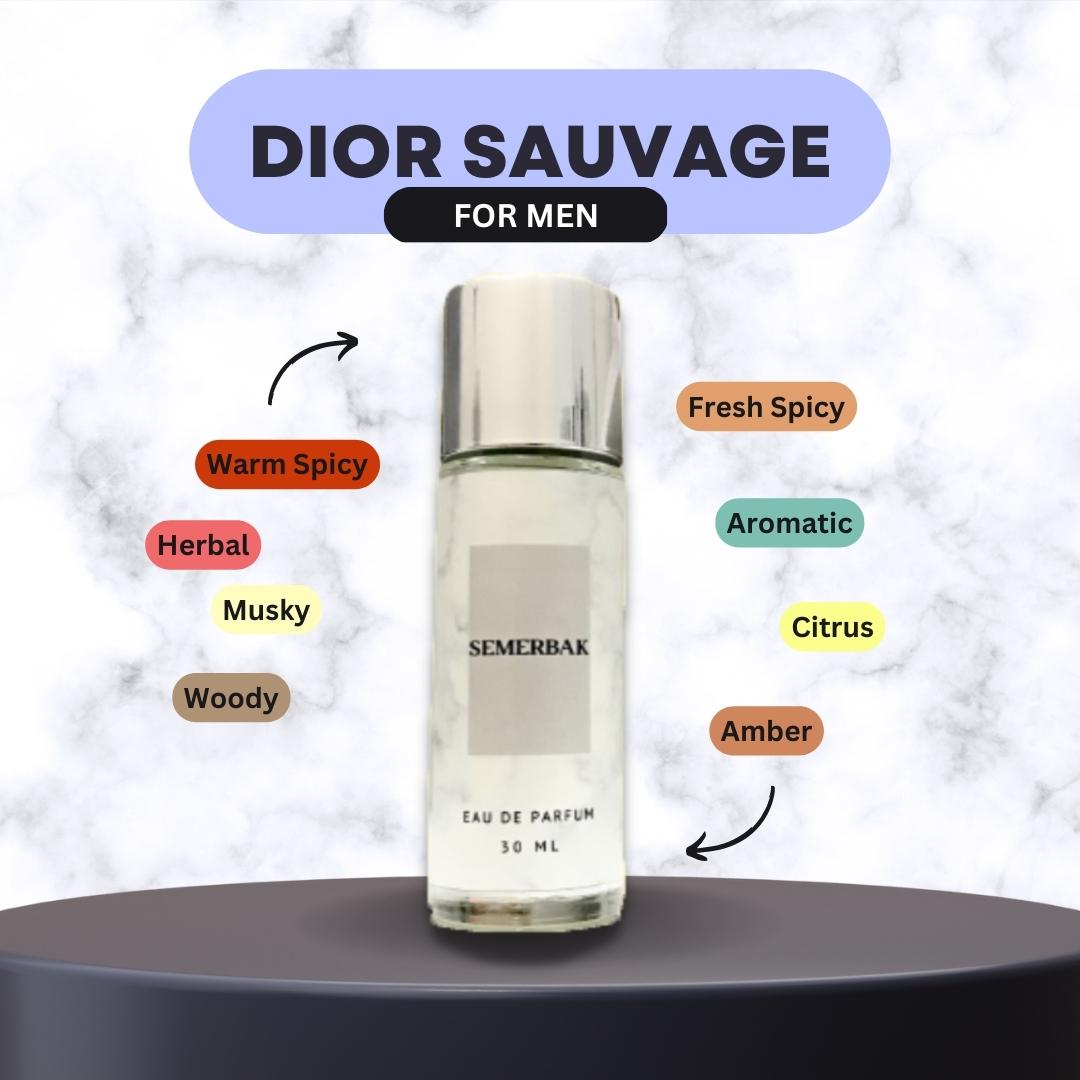 DIOR SAUVAGE
FOR MEN
Fresh Spicy
Warm Spicy
Aromatic
Herbal
Musky
Citrus
SEMERBAK
Woody
Amber
EAU DE PARFUM
30 ML